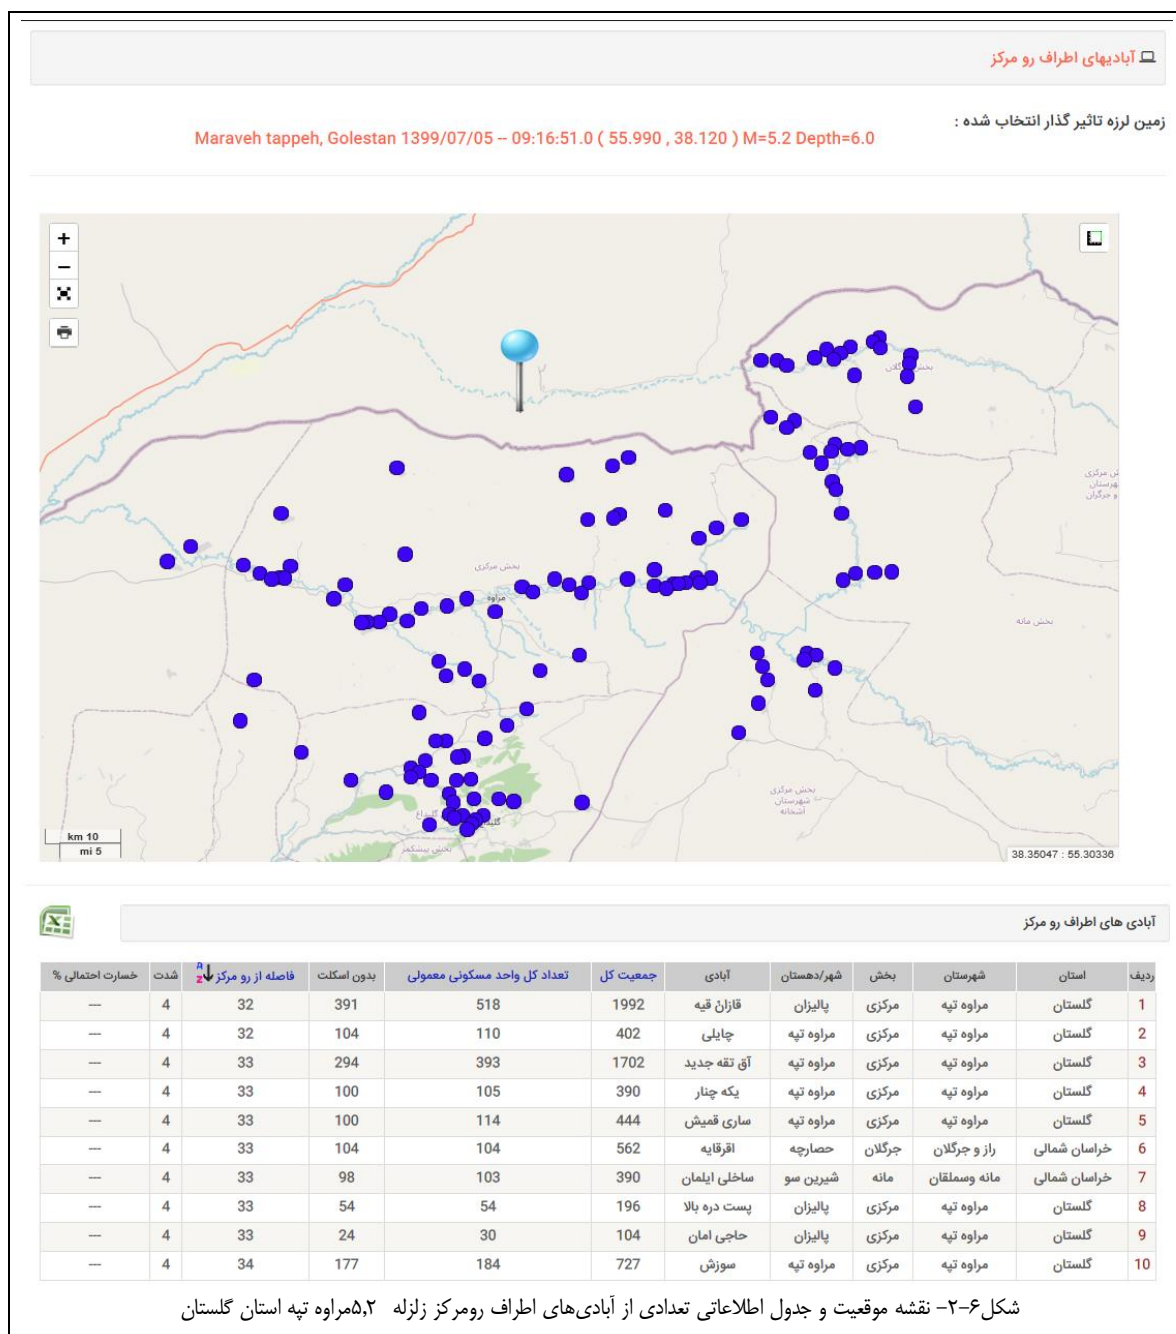 آبادیهای اطراف رو مرکز
زمین لرزه تاثیر گذار انتخاب شده :
Maraveh tappeh, Golestan 1399/07/05 -- 09:16:51.0 ( 55.990 , 38.120 ) M=5.2 Depth=6.0
+
−
بخش مرکزی
مراوه
بخش مانه
بخش مرکزی
شهرستان
آشخانه
بخش پیشکمر
km 10
mi 5
38.35047 : 55.30336
آبادی های اطراف رو مرکز
ردیف استان شهرستان بخش شهر/دهستان آبادی جمعیت کل تعداد کل واحد مسکونی معمولی بدون اسکلت فاصله از رو مرکز شدت خسارت احتمالی %
1 گلستان مراوه تپه مرکزی پالیزان قازان قیه 1992 518 391 32 4 ---
2 گلستان مراوه تپه مرکزی مراوه تپه چایلی 402 110 104 32 4 ---
3 گلستان مراوه تپه مرکزی مراوه تپه آق تقه جدید 1702 393 294 33 4 ---
4 گلستان مراوه تپه مرکزی مراوه تپه یکه چنار 390 105 100 33 4 ---
5 گلستان مراوه تپه مرکزی مراوه تپه ساری قمیش 444 114 100 33 4 ---
6 خراسان شمالی راز و جرگلان جرگلان حصارچه اقرقایه 562 104 104 33 4 ---
7 خراسان شمالی مانه وسملقان مانه شیرین سو ساخلی ایلمان 390 103 98 33 4 ---
8 گلستان مراوه تپه مرکزی پالیزان پست دره بالا 196 54 54 33 4 ---
9 گلستان مراوه تپه مرکزی پالیزان حاجی امان 104 30 24 33 4 ---
10 گلستان مراوه تپه مرکزی مراوه تپه سوزش 727 184 177 34 4 ---
شکل۶-۲- نقشه موقعیت و جدول اطلاعاتی تعدادی از آبادی‌های اطراف رومرکز زلزله ۵٫۲مراوه تپه استان گلستان